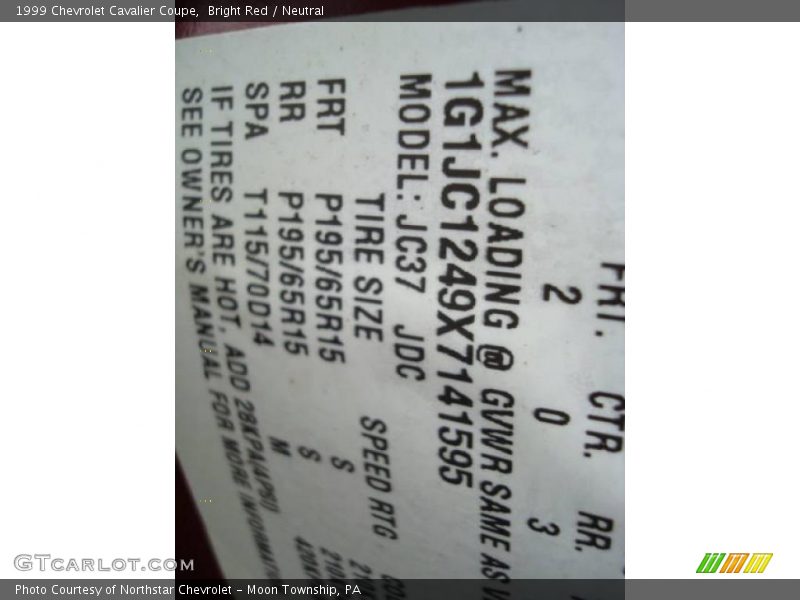 1999 Chevrolet Cavalier Coupe, Bright Red / Neutral
FRT. CTR. RR.
2 0 3
MAX. LOADING @ GVWR SAME AS
1G1JC1249X7141595
MODEL: JC37 JDC
TIRE SIZE SPEED RTG
FRT P195/65R15 S
RR P195/65R15 S
SPA T115/70D14 M
IF TIRES ARE HOT, ADD 28KPA(4PSI)
SEE OWNER'S MANUAL FOR MORE
GTCARLOT.COM
Photo Courtesy of Northstar Chevrolet - Moon Township, PA